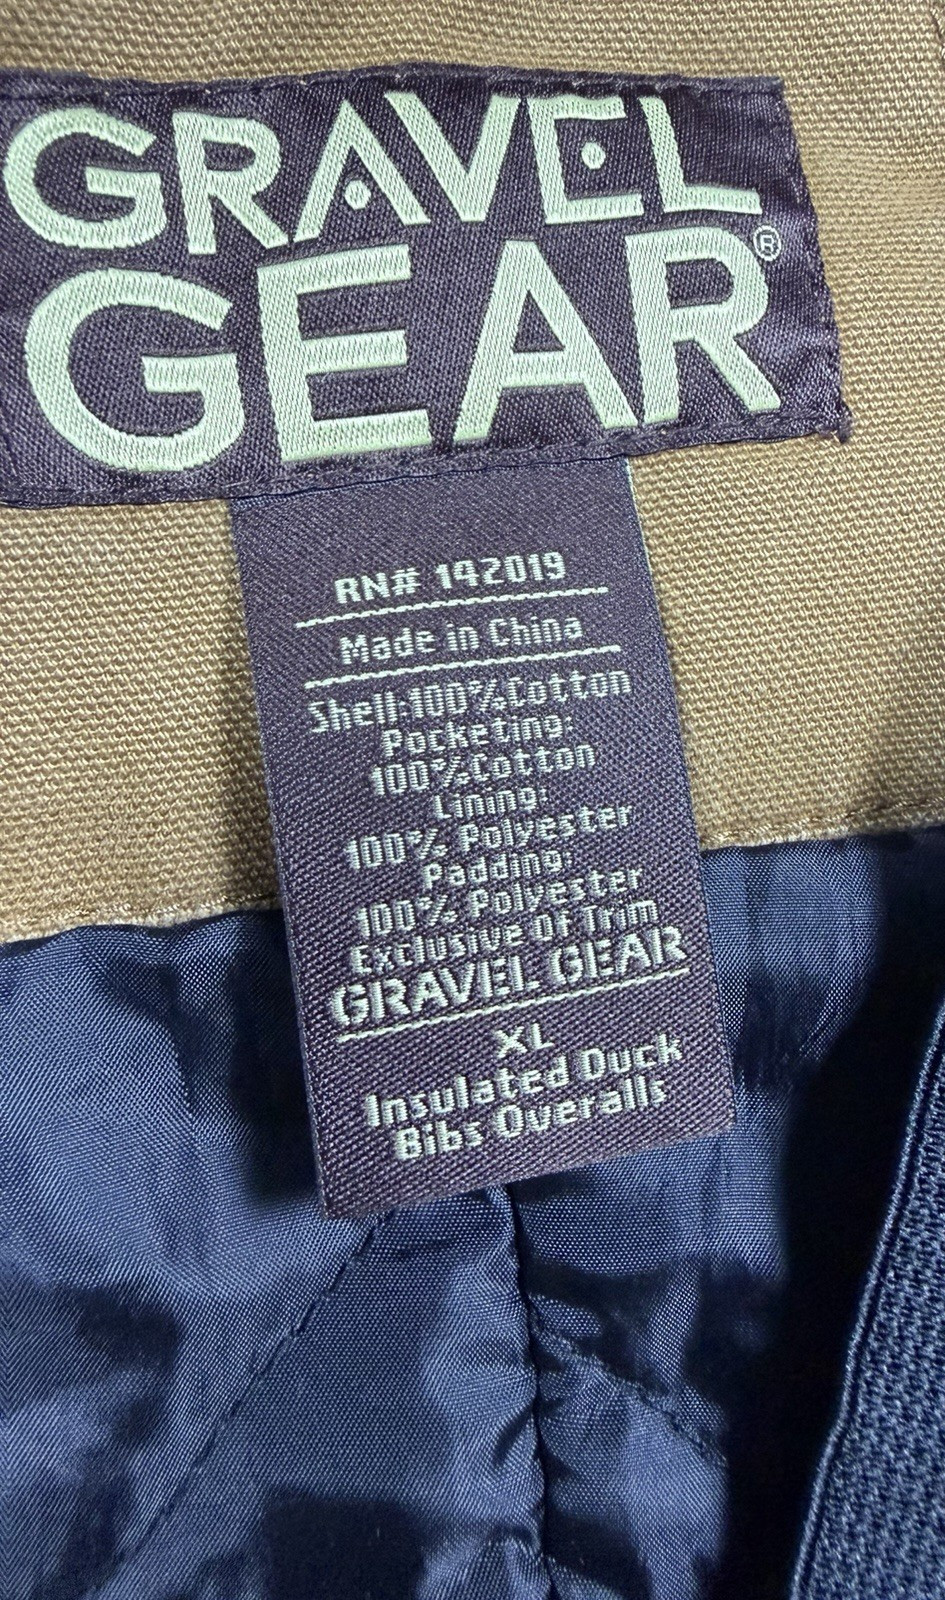 GRAVEL
GEAR®
RN# 142019
Made in China
Shell:100%Cotton
Pocketing:
100%Cotton
Lining:
100% Polyester
Padding:
100% Polyester
Exclusive Of Trim
GRAVEL GEAR
XL
Insulated Duck
Bibs Overalls